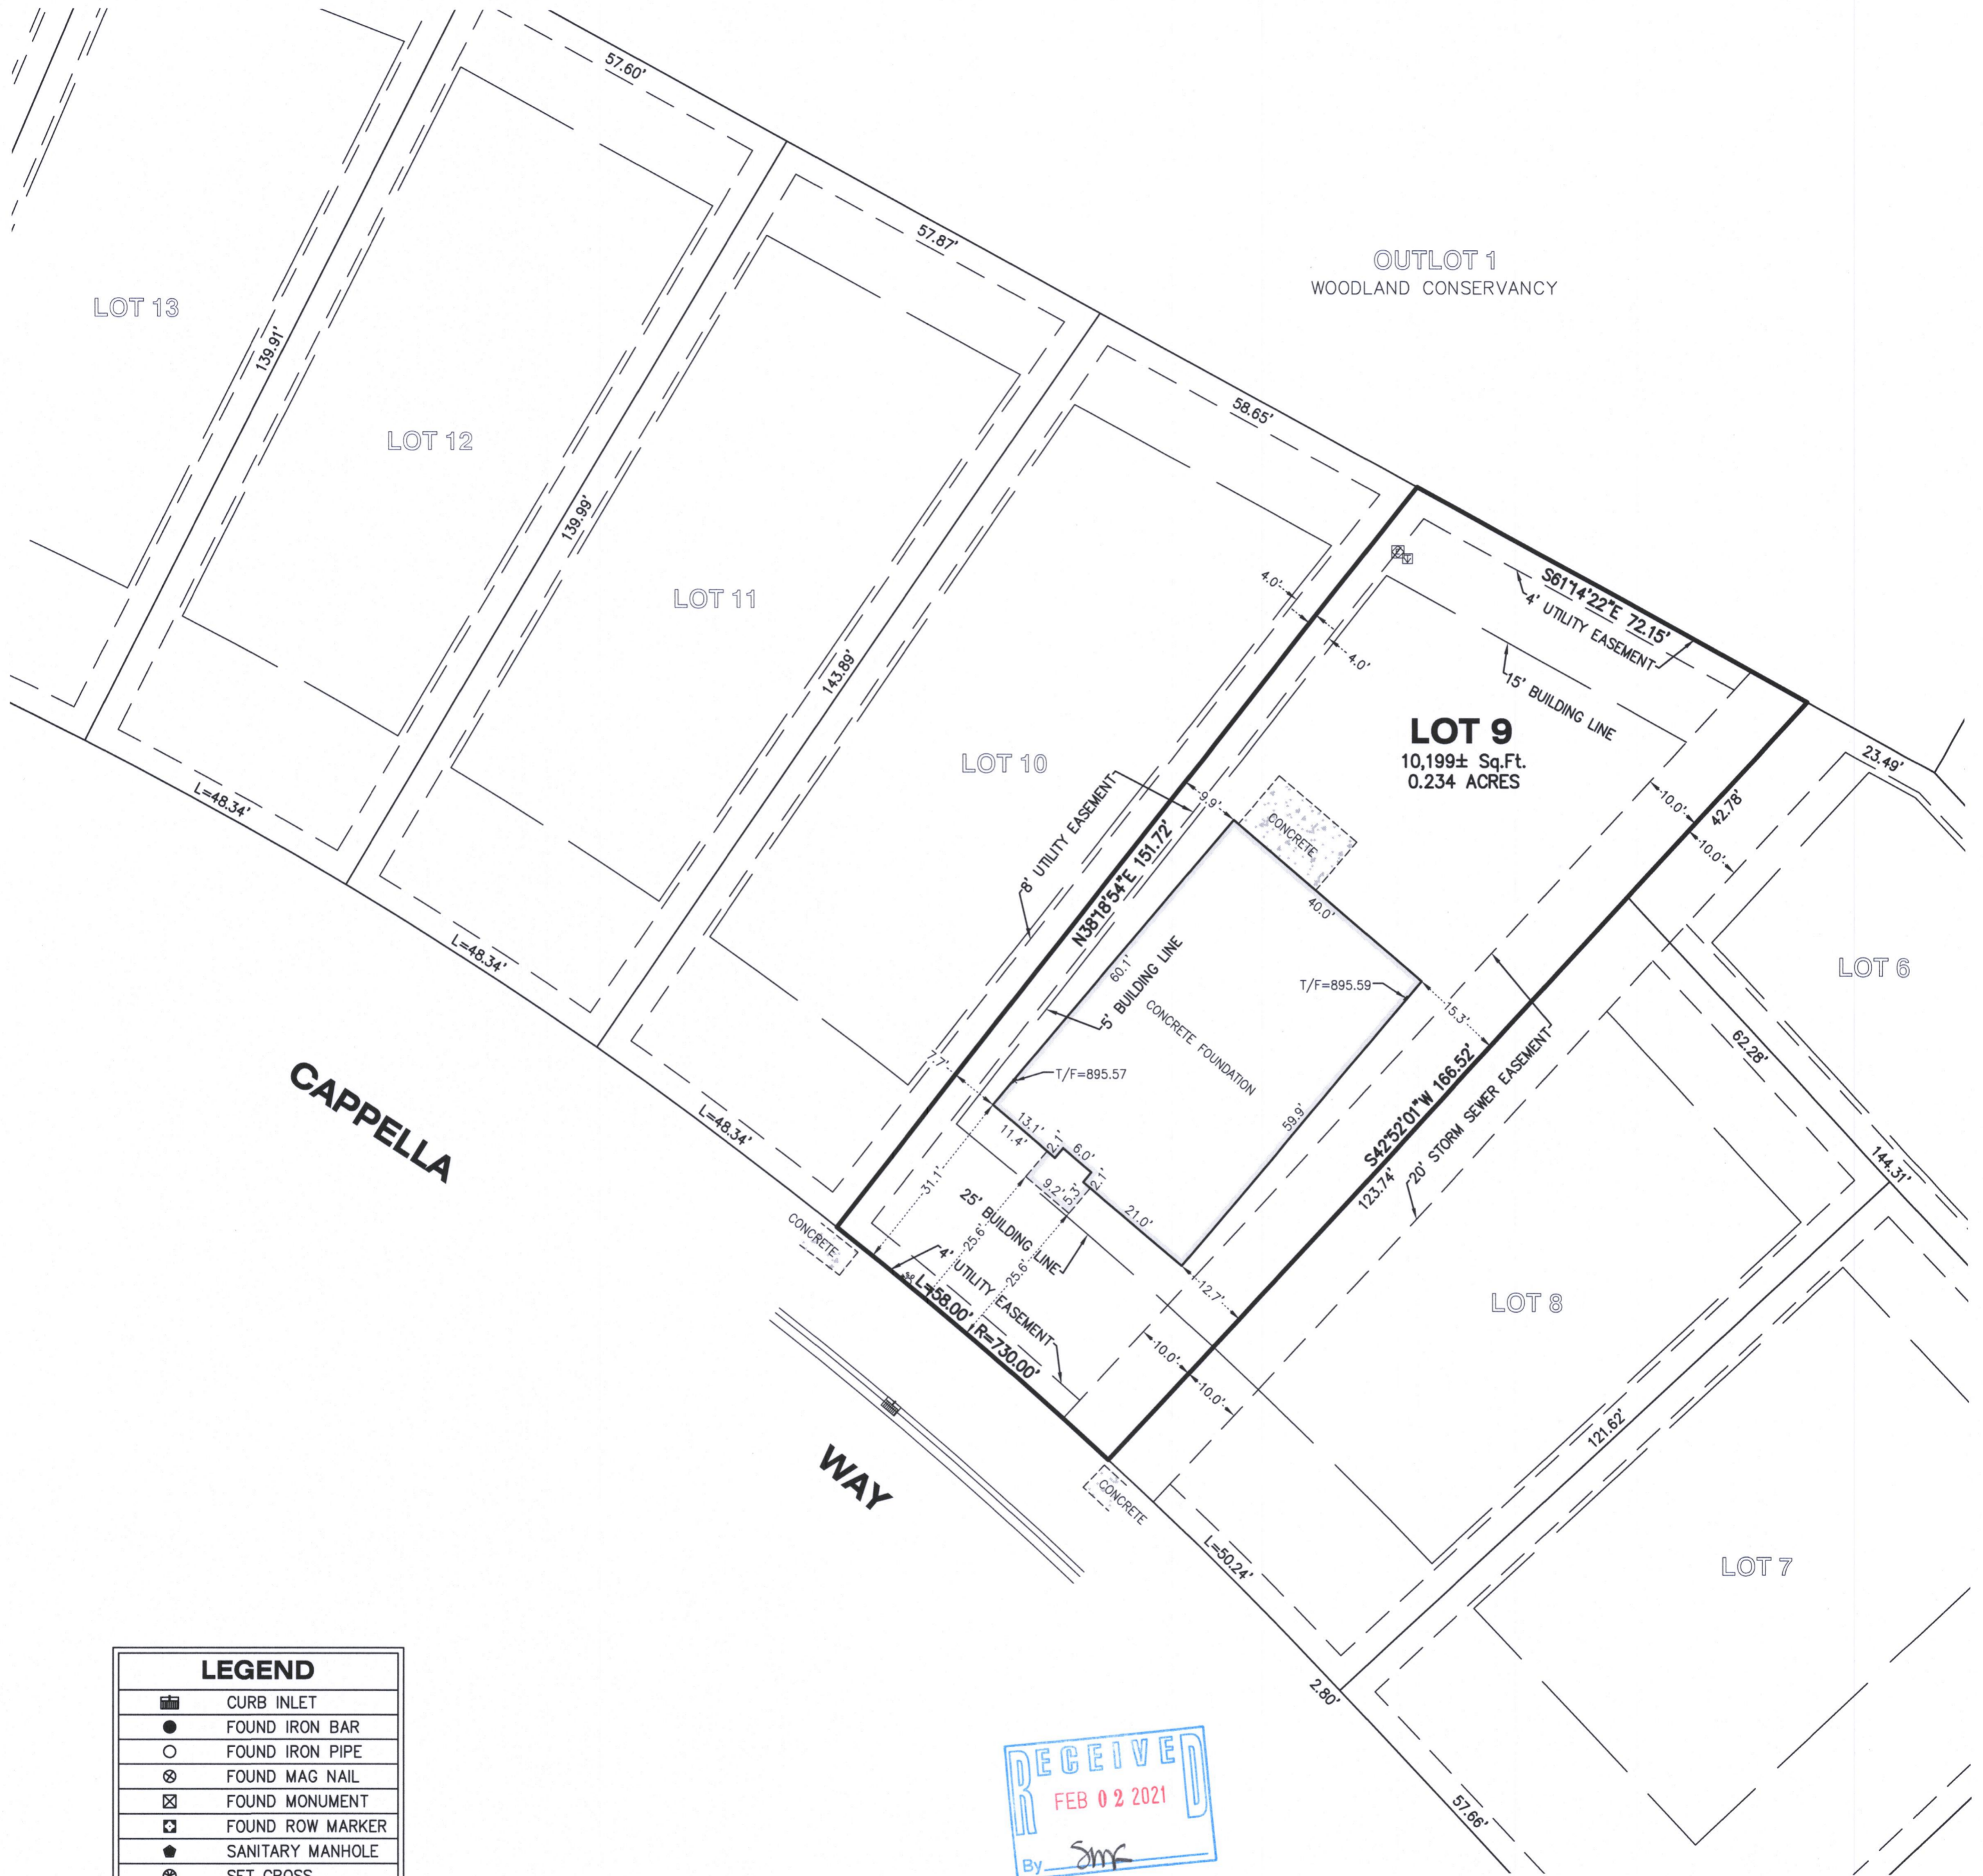 57.60'
57.87'
OUTLOT 1
WOODLAND CONSERVANCY
LOT 13
139.91'
58.65'
LOT 12
139.99'
LOT 11
S61°14'22"E 72.15'
4' UTILITY EASEMENT
4.0'
4.0'
15' BUILDING LINE
143.89'
LOT 9
10,199± Sq.Ft.
0.234 ACRES
LOT 10
23.49'
L=48.34'
8' UTILITY EASEMENT
9.9'
10.0'
42.78'
10.0'
CONCRETE
N38°18'54"E 151.72'
40.0'
L=48.34'
60.1'
5' BUILDING LINE
LOT 6
T/F=895.59
CONCRETE FOUNDATION
15.3'
62.28'
CAPPELLA
7.7'
T/F=895.57
S42°52'01"W 166.52'
20' STORM SEWER EASEMENT
L=48.34'
13.1'
11.4'
2.1'
6.0'
59.9'
144.31'
123.74'
31.1'
9.2'
5.3'
2.1'
21.0'
25' BUILDING LINE
CONCRETE
25.6'
25.6'
4' UTILITY EASEMENT
L=58.00' R=730.00'
12.7'
LOT 8
10.0'
10.0'
WAY
121.62'
CONCRETE
L=50.24'
LOT 7
2.80'
57.66'
LEGEND
CURB INLET
FOUND IRON BAR
FOUND IRON PIPE
FOUND MAG NAIL
FOUND MONUMENT
FOUND ROW MARKER
SANITARY MANHOLE
SET CROSS
RECEIVED
FEB 02 2021
By smf